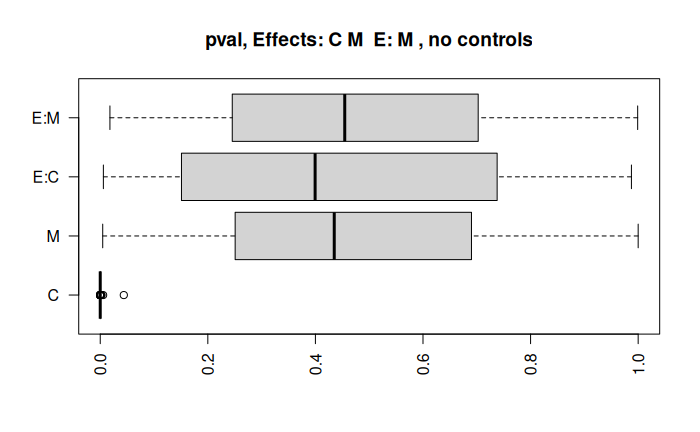 pval, Effects: C M  E: M , no controls
E:M
E:C
M
C
0.0 0.2 0.4 0.6 0.8 1.0